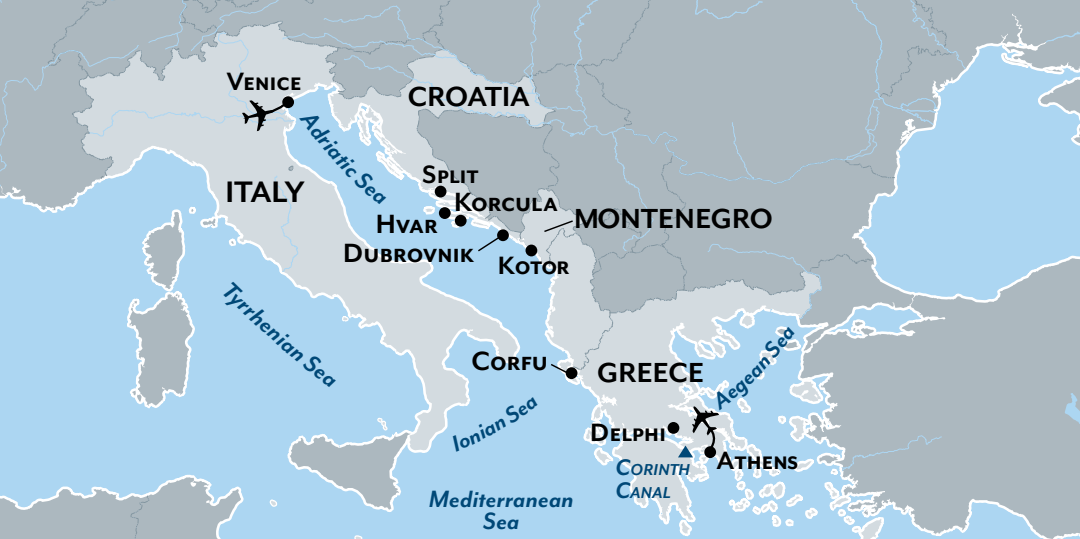 VENICE
CROATIA
Adriatic Sea
SPLIT
ITALY
KORCULA
HVAR
MONTENEGRO
DUBROVNIK
KOTOR
Tyrrhenian Sea
CORFU
GREECE
Aegean Sea
Ionian Sea
DELPHI
ATHENS
CORINTH
CANAL
Mediterranean
Sea